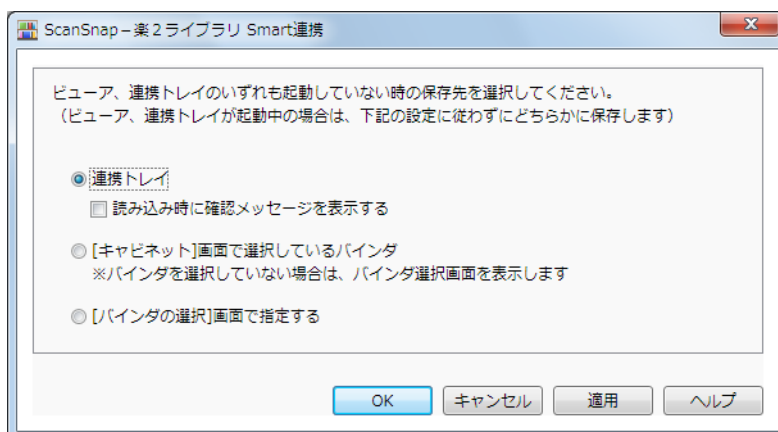 ScanSnap－楽２ライブラリ Smart連携
ビューア、連携トレイのいずれも起動していない時の保存先を選択してください。
（ビューア、連携トレイが起動中の場合は、下記の設定に従わずにどちらかに保存します）
連携トレイ
読み込み時に確認メッセージを表示する
[キャビネット]画面で選択しているバインダ
※バインダを選択していない場合は、バインダ選択画面を表示します
[バインダの選択]画面で指定する
OK キャンセル 適用 ヘルプ